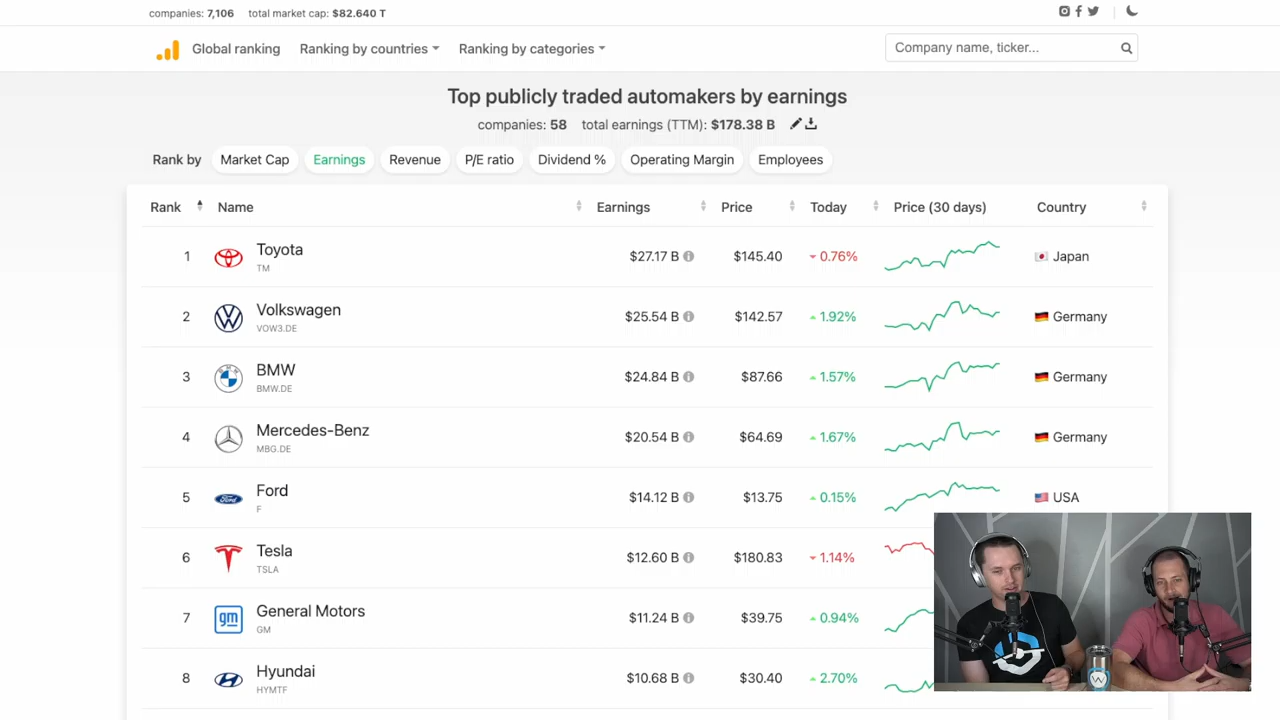 companies: 7,106 total market cap: $82.640 T
Global ranking Ranking by countries Ranking by categories Company name, ticker...
Top publicly traded automakers by earnings
companies: 58 total earnings (TTM): $178.38 B
Rank by Market Cap Earnings Revenue P/E ratio Dividend % Operating Margin Employees
Rank Name Earnings Price Today Price (30 days) Country
1 Toyota $27.17 B $145.40 0.76% Japan
TM
2 Volkswagen $25.54 B $142.57 1.92% Germany
VOW3.DE
3 BMW $24.84 B $87.66 1.57% Germany
BMW.DE
4 Mercedes-Benz $20.54 B $64.69 1.67% Germany
MBG.DE
5 Ford $14.12 B $13.75 0.15% USA
F
6 Tesla $12.60 B $180.83 1.14%
TSLA
7 gm General Motors $11.24 B $39.75 0.94%
GM
8 Hyundai $10.68 B $30.40 2.70%
HYMTF